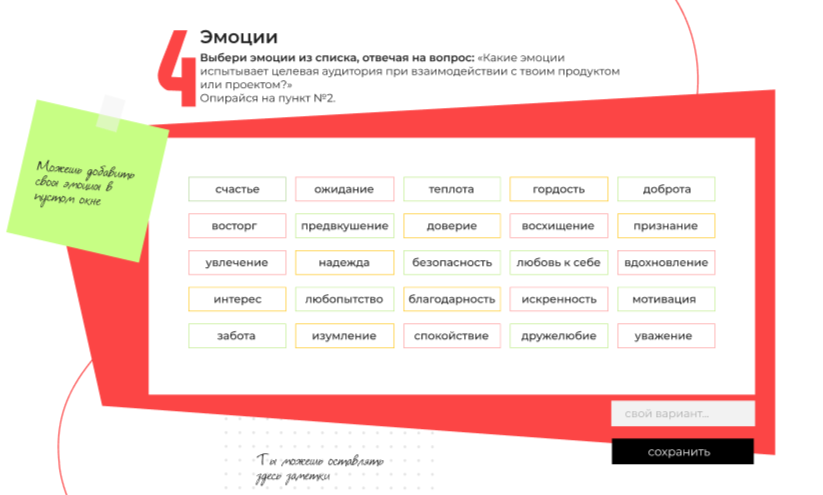 4
Эмоции
Выбери эмоции из списка, отвечая на вопрос: «Какие эмоции
испытывает целевая аудитория при взаимодействии с твоим продуктом
или проектом?»
Опирайся на пункт №2.
Можешь добавить
свои эмоции в
пустом окне
счастье ожидание теплота гордость доброта
восторг предвкушение доверие восхищение признание
увлечение надежда безопасность любовь к себе вдохновление
интерес любопытство благодарность искренность мотивация
забота изумление спокойствие дружелюбие уважение
свой вариант...
сохранить
Ты можешь оставлять
здесь заметки